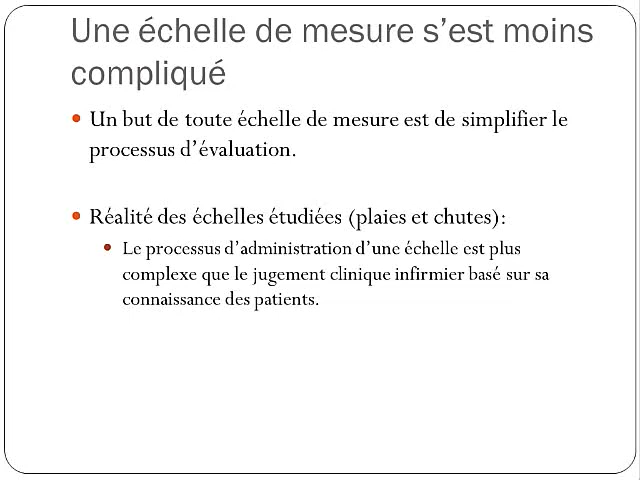 Une échelle de mesure s’est moins
compliqué
Un but de toute échelle de mesure est de simplifier le
processus d’évaluation.
Réalité des échelles étudiées (plaies et chutes):
Le processus d’administration d’une échelle est plus
complexe que le jugement clinique infirmier basé sur sa
connaissance des patients.